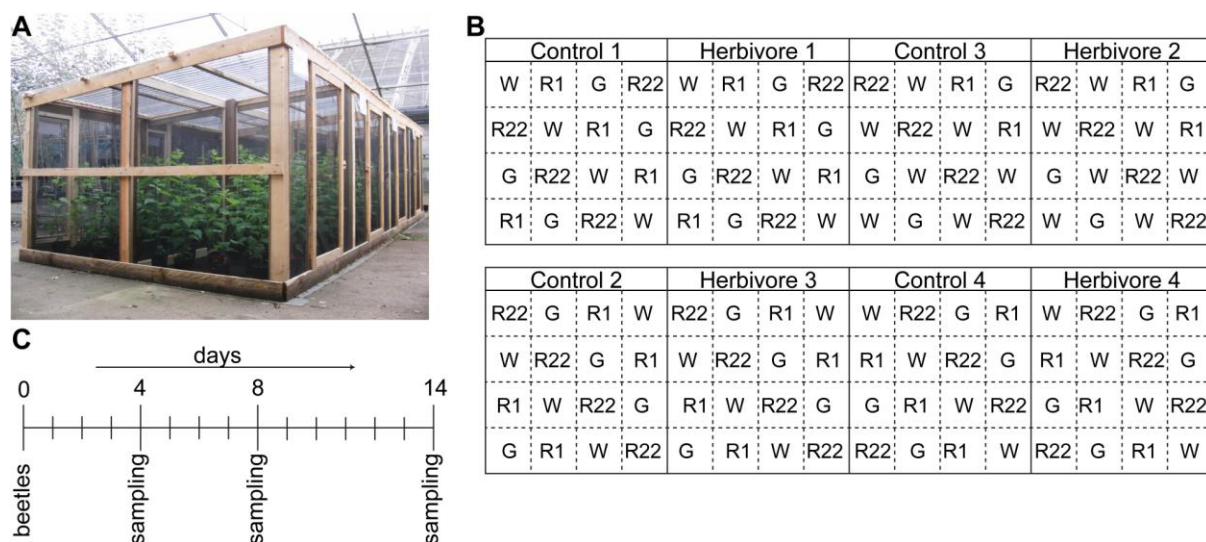 A
B
Control 1 Herbivore 1 Control 3 Herbivore 2
W R1 G R22 W R1 G R22 R22 W R1 G R22 W R1 G
R22 W R1 G R22 W R1 G W R22 W R1 W R22 W R1
G R22 W R1 G R22 W R1 G W R22 W G W R22 W
R1 G R22 W R1 G R22 W W G W R22 W G W R22
Control 2 Herbivore 3 Control 4 Herbivore 4
R22 G R1 W R22 G R1 W W R22 G R1 W R22 G R1
W R22 G R1 W R22 G R1 R1 W R22 G R1 W R22 G
R1 W R22 G R1 W R22 G G R1 W R22 G R1 W R22
G R1 W R22 G R1 W R22 R22 G R1 W R22 G R1 W
C
days
0 4 8 14
beetles sampling sampling sampling